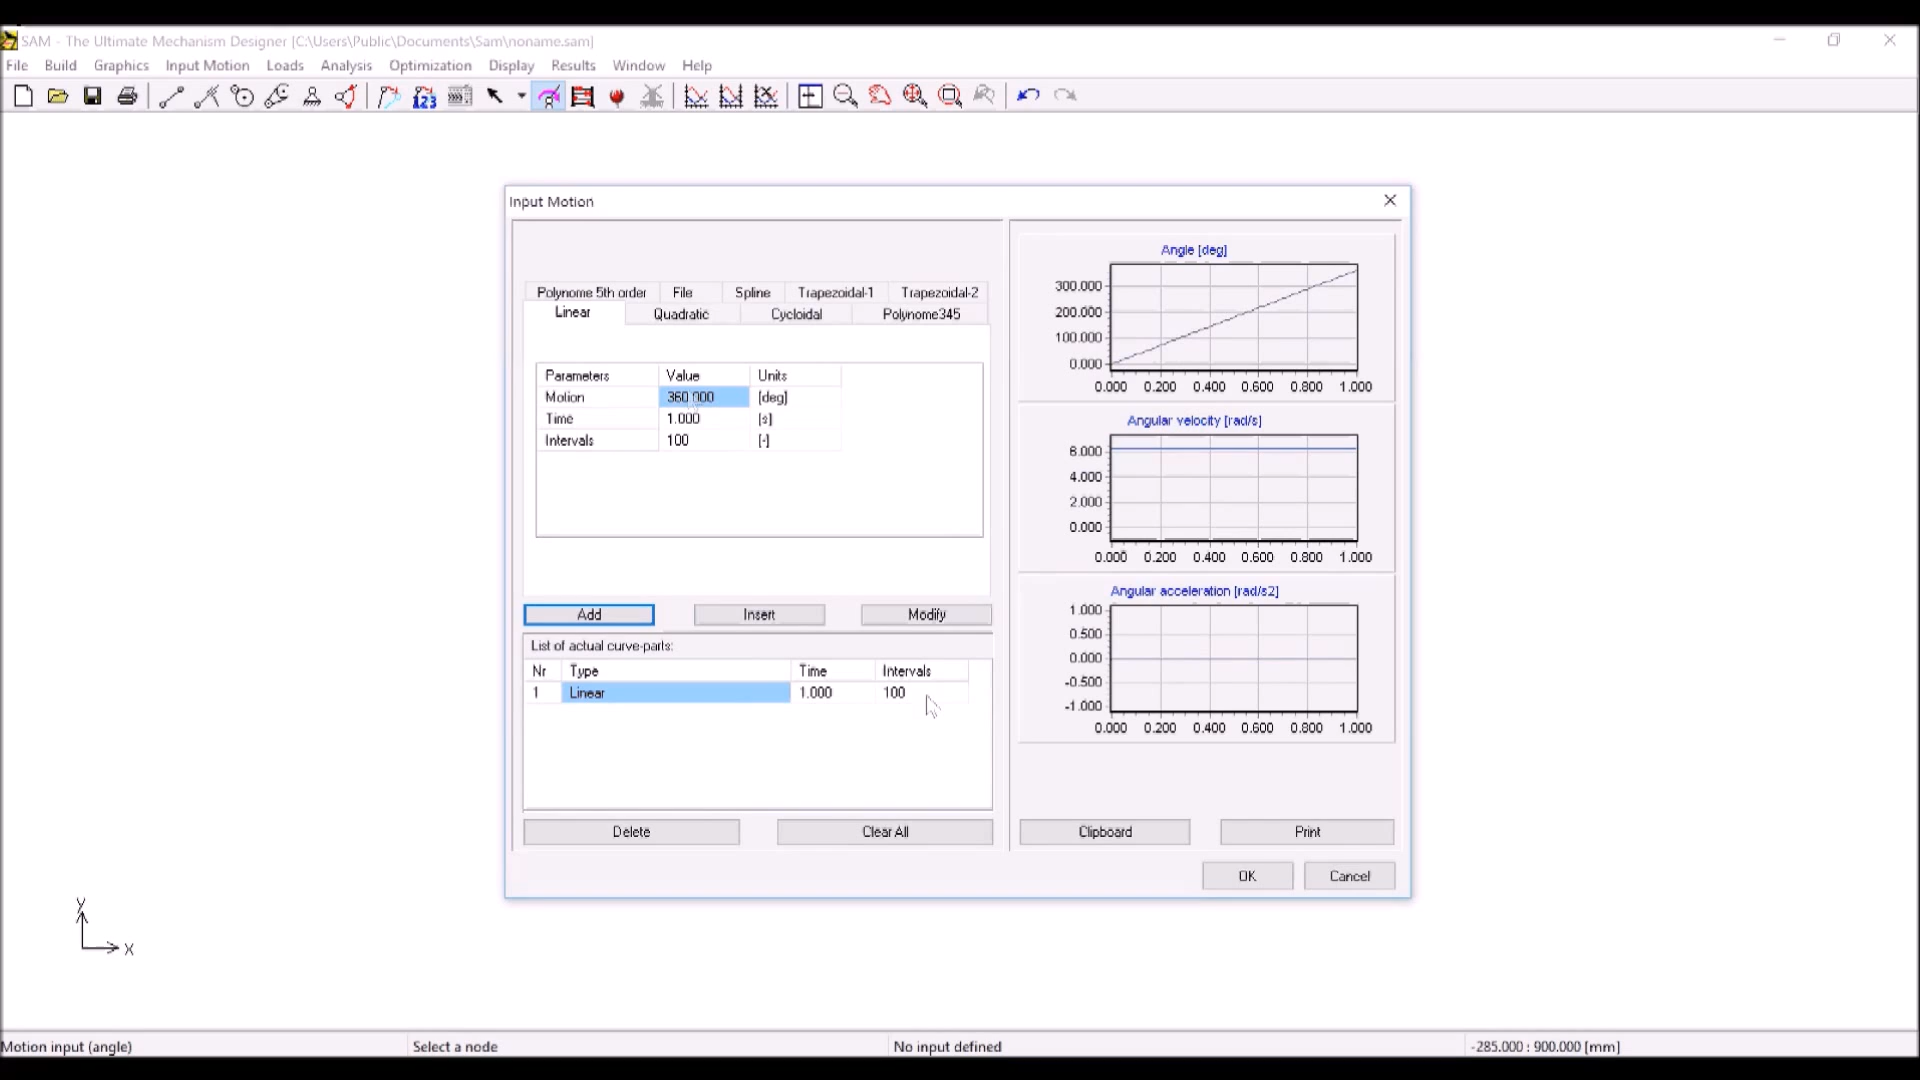 SAM - The Ultimate Mechanism Designer [C:\Users\Public\Documents\Sam\noname.sam]
File Build Graphics Input Motion Loads Analysis Optimization Display Results Window Help
123
Input Motion
Polynome 5th order File Spline Trapezoidal-1 Trapezoidal-2
Linear Quadratic Cycloidal Polynome345
Parameters Value Units
Motion 360.000 [deg]
Time 1.000 [s]
Intervals 100 [-]
Add Insert Modify
List of actual curve-parts:
Nr Type Time Intervals
1 Linear 1.000 100
Delete Clear All
Angle [deg]
300.000
200.000
100.000
0.000
0.000 0.200 0.400 0.600 0.800 1.000
Angular velocity [rad/s]
6.000
4.000
2.000
0.000
0.000 0.200 0.400 0.600 0.800 1.000
Angular acceleration [rad/s2]
1.000
0.500
0.000
-0.500
-1.000
0.000 0.200 0.400 0.600 0.800 1.000
Clipboard Print
OK Cancel
y
x
Motion input (angle) Select a node No input defined -285.000 : 900.000 [mm]